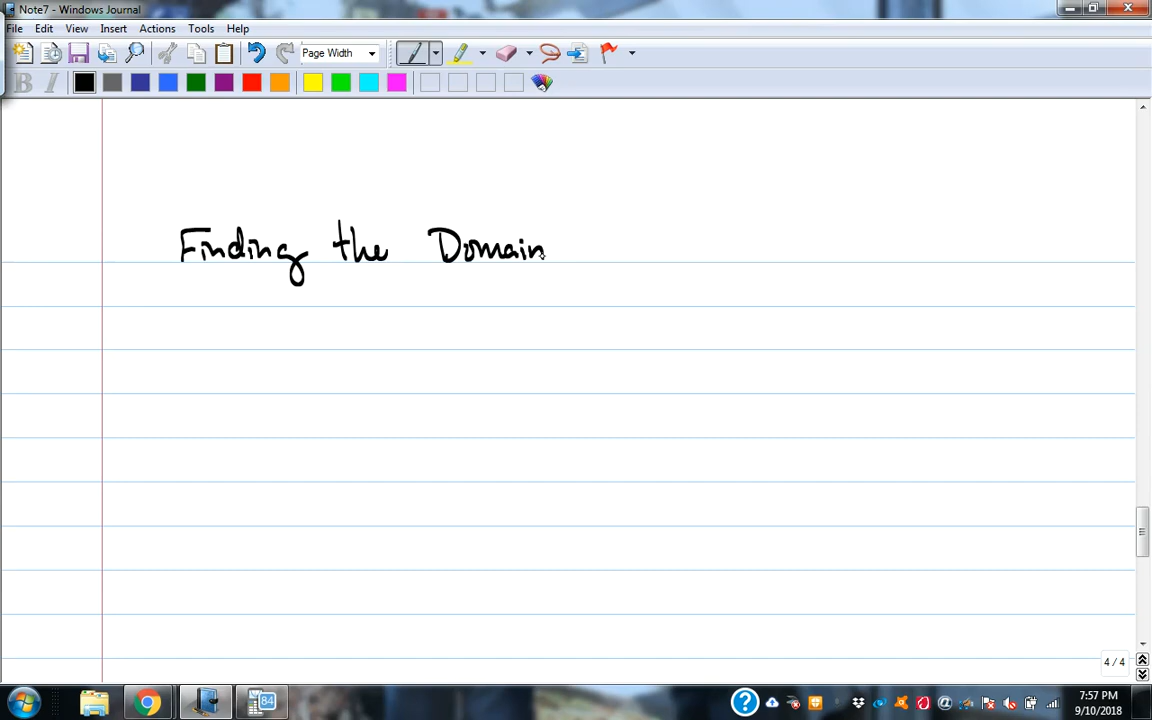 Note7 - Windows Journal
File Edit View Insert Actions Tools Help
Page Width
B I
Finding the Domain
4 / 4
84
7:57 PM
9/10/2018